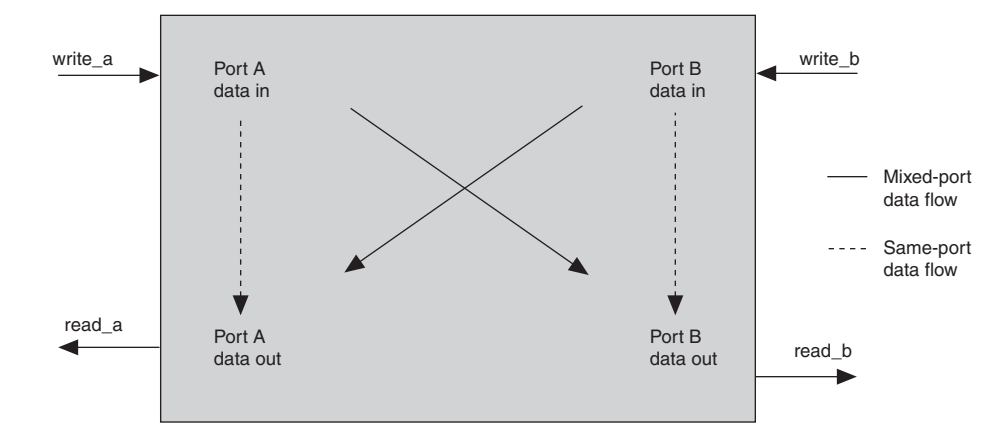 write_a
Port A
data in
Port B
data in
write_b
Mixed-port
data flow
Same-port
data flow
read_a
Port A
data out
Port B
data out
read_b